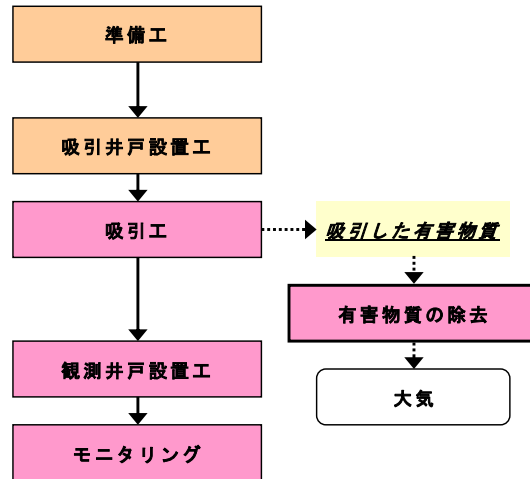 準備工
吸引井戸設置工
吸引工
吸引した有害物質
有害物質の除去
観測井戸設置工
大気
モニタリング